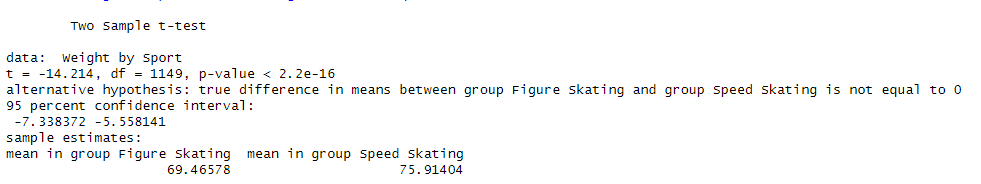 Two Sample t-test
data:  Weight by Sport
t = -14.214, df = 1149, p-value < 2.2e-16
alternative hypothesis: true difference in means between group Figure Skating and group Speed Skating is not equal to 0
95 percent confidence interval:
-7.338372 -5.558141
sample estimates:
mean in group Figure Skating  mean in group Speed Skating
69.46578                     75.91404